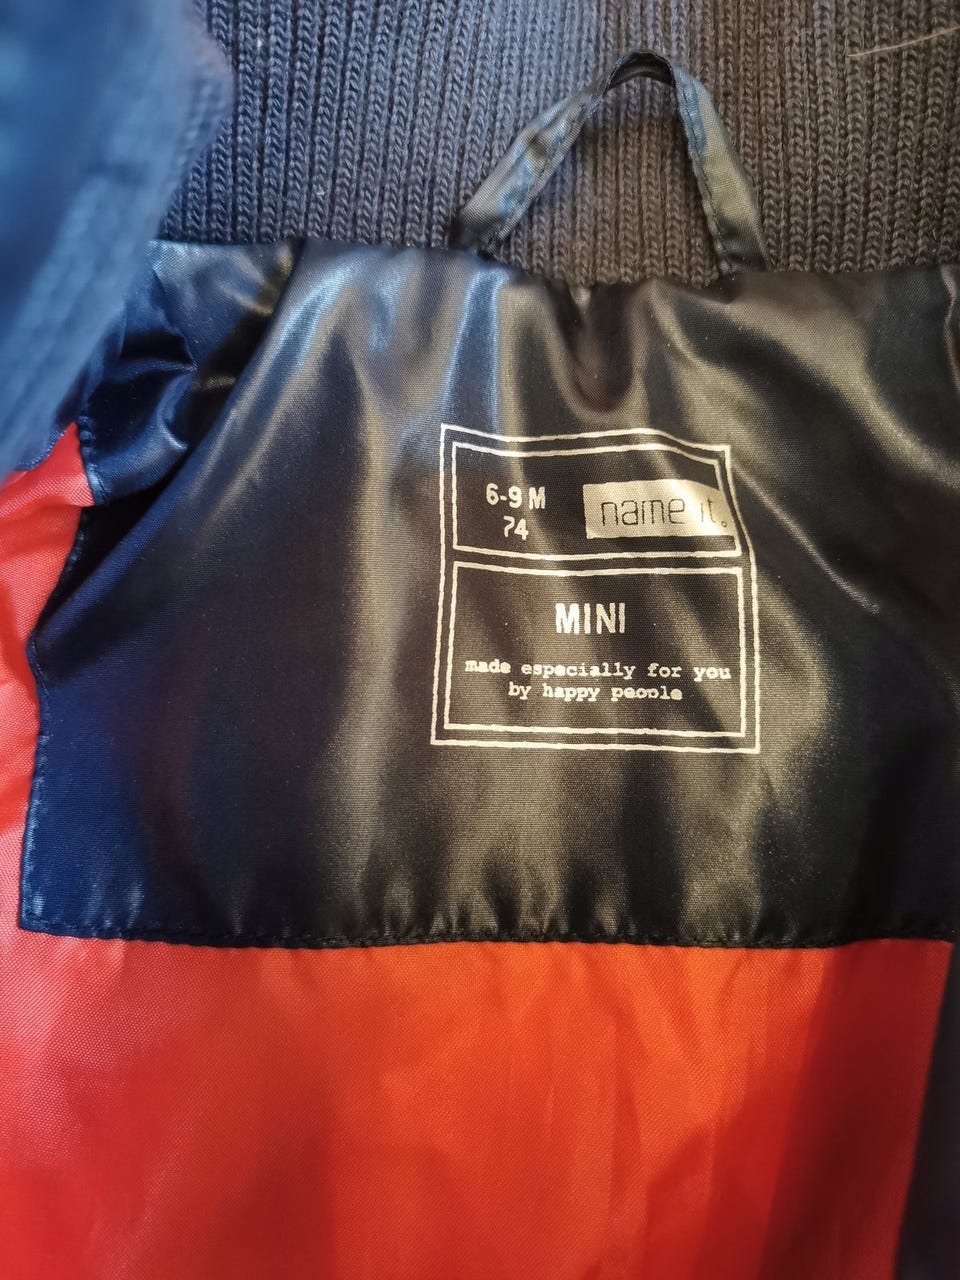 6-9 M
74
name it.
MINI
made especially for you
by happy people